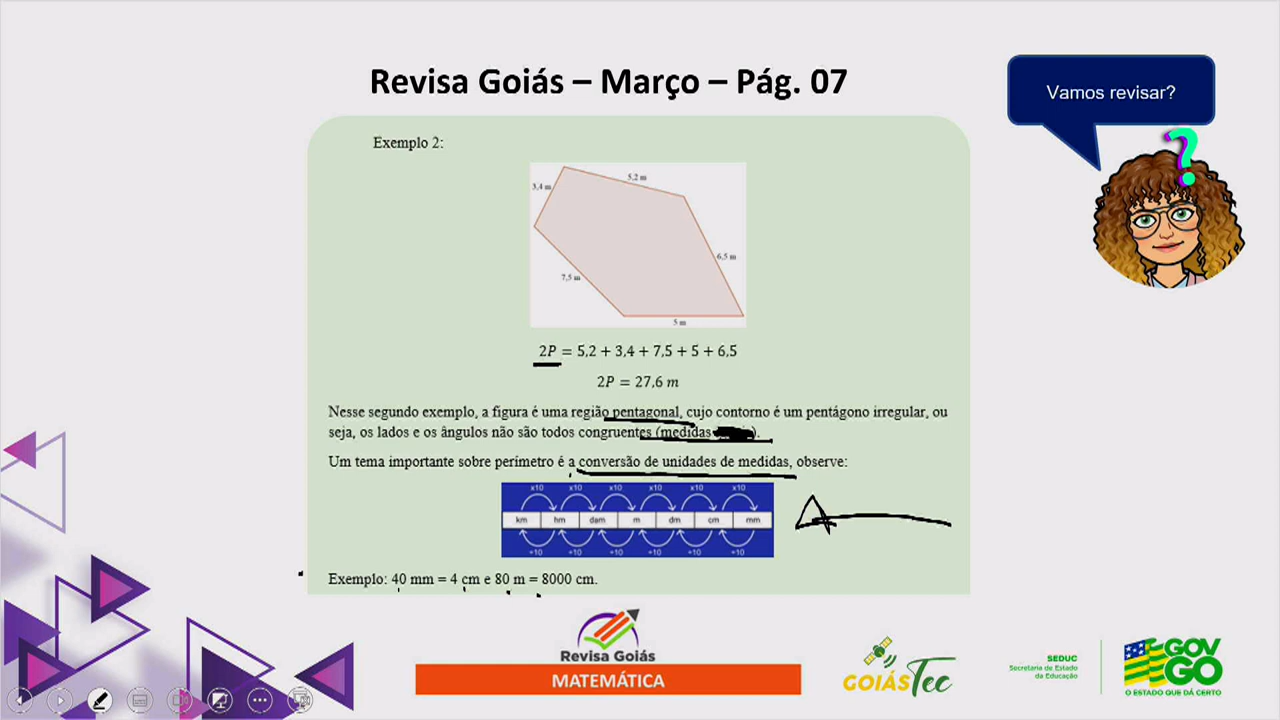 Revisa Goiás – Março – Pág. 07
Vamos revisar?
?
Exemplo 2:
5,2 m
3,4 m
6,5 m
7,5 m
5 m
2P = 5,2 + 3,4 + 7,5 + 5 + 6,5
2P = 27,6 m
Nesse segundo exemplo, a figura é uma região pentagonal, cujo contorno é um pentágono irregular, ou
seja, os lados e os ângulos não são todos congruentes (medidas ).
Um tema importante sobre perímetro é a conversão de unidades de medidas, observe:
x10 x10 x10 x10 x10 x10
km hm dam m dm cm mm
÷10 ÷10 ÷10 ÷10 ÷10 ÷10
Exemplo: 40 mm = 4 cm e 80 m = 8000 cm.
Revisa Goiás
MATEMÁTICA
GOIÁSTec
SEDUC
Secretaria de Estado
da Educação
GOV
GO
O ESTADO QUE DÁ CERTO